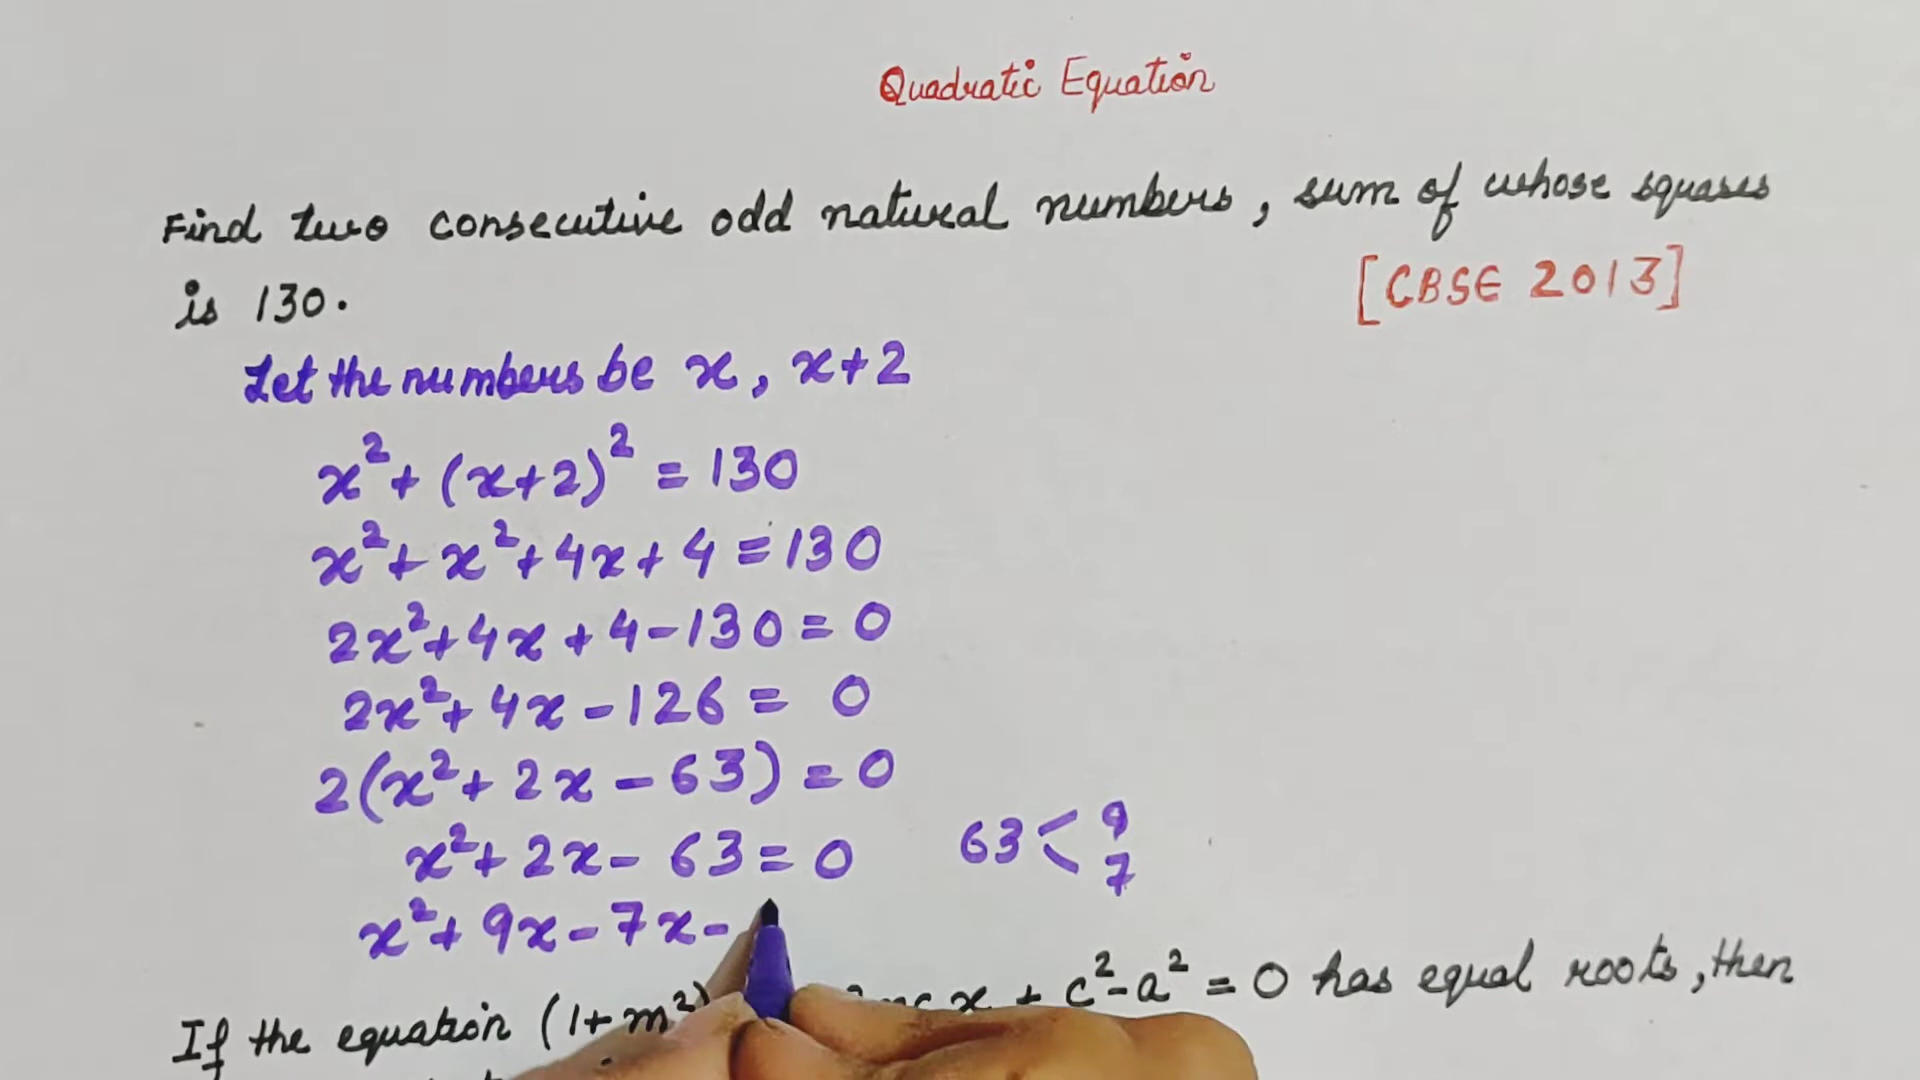 Quadratic Equation
Find two consecutive odd natural numbers, sum of whose squares
is 130.
[CBSE 2013]
Let the numbers be x, x+2
x²+ (x+2)² = 130
x²+ x²+4x+ 4 = 130
2x²+4x + 4-130 = 0
2x²+ 4x - 126 = 0
2(x²+ 2x - 63) = 0
x²+ 2x - 63 = 0
63 < 9
7
x²+ 9x - 7x -
If the equation (1+m²) x + c²-a² = 0 has equal roots, then